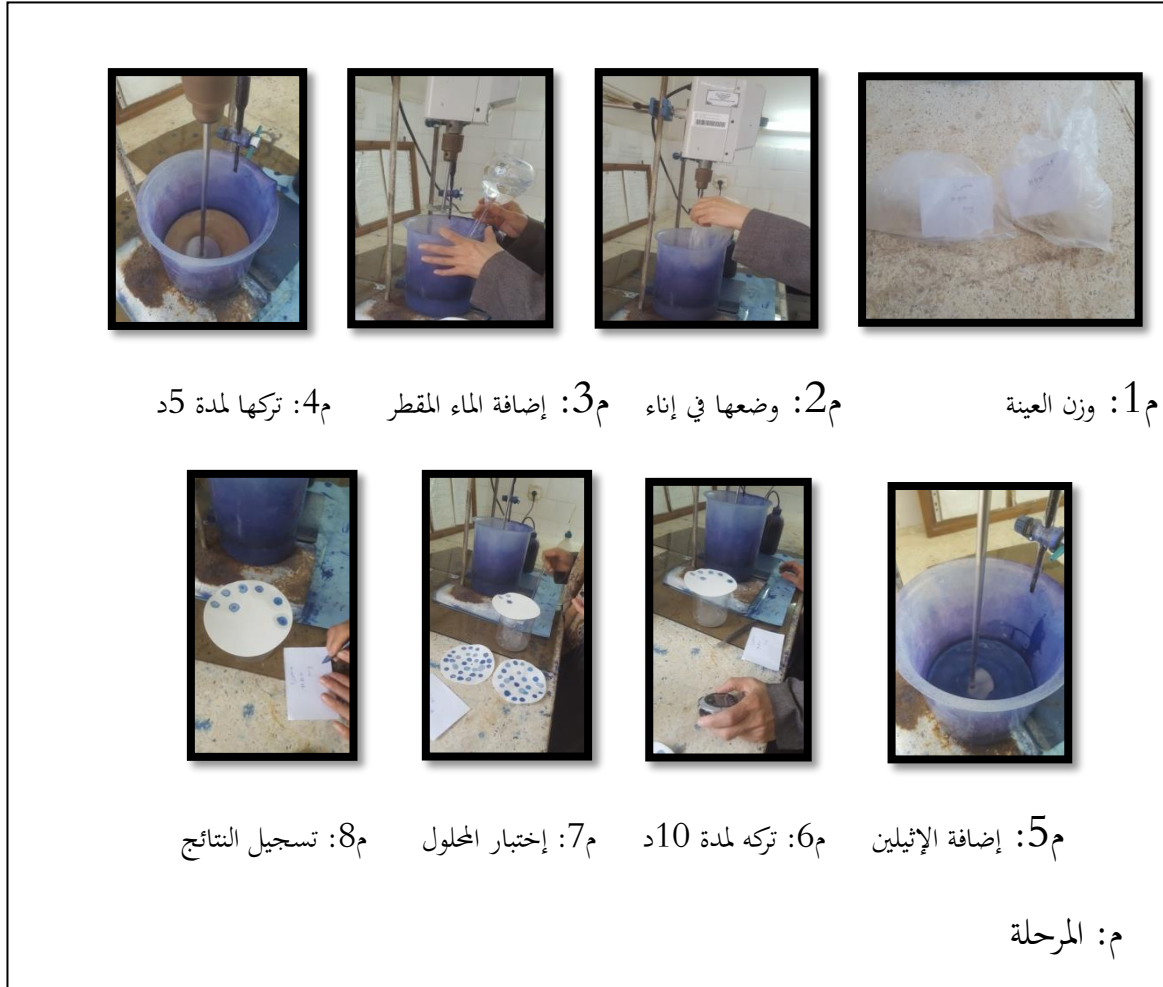 م1: وزن العينة م2: وضعها في إناء م3: إضافة الماء المقطر م4: تركها لمدة 5د
م5: إضافة الإثيلين م6: تركه لمدة 10د م7: إختبار المحلول م8: تسجيل النتائج
م: المرحلة